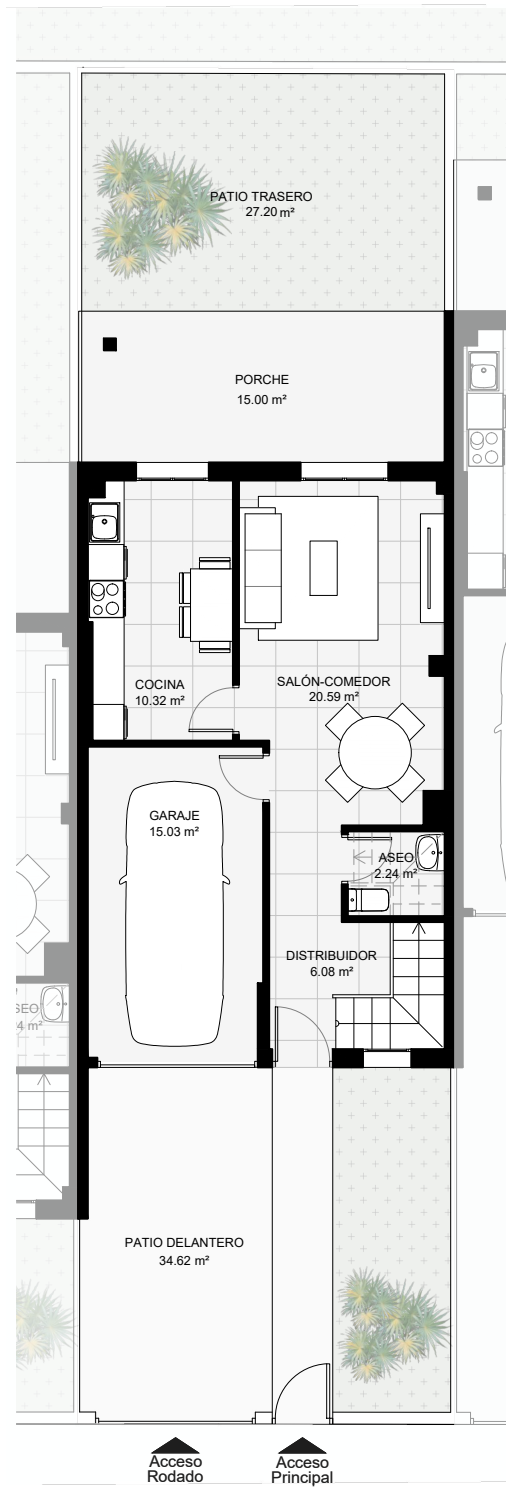 PATIO TRASERO
27.20 m²
PORCHE
15.00 m²
COCINA
10.32 m²
SALÓN-COMEDOR
20.59 m²
GARAJE
15.03 m²
ASEO
2.24 m²
DISTRIBUIDOR
6.08 m²
SEO
4 m²
PATIO DELANTERO
34.62 m²
Acceso
Rodado
Acceso
Principal